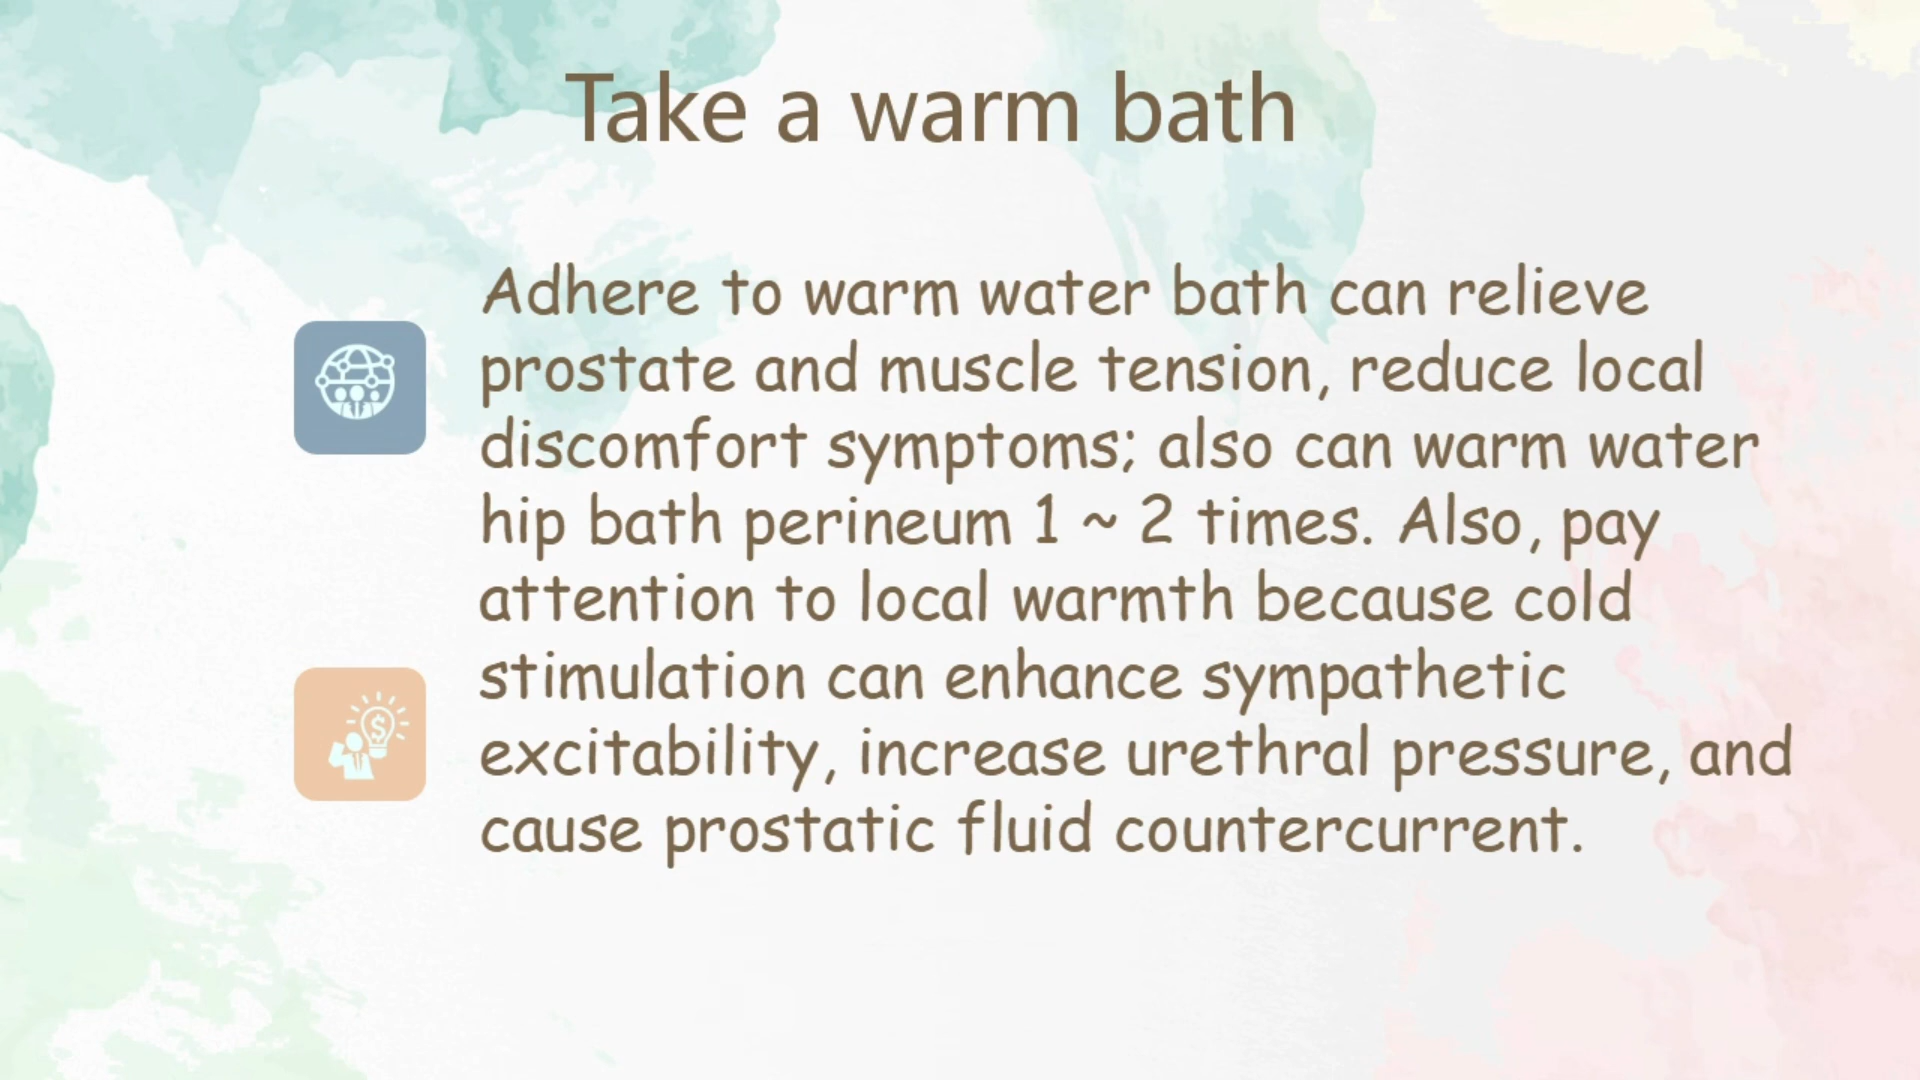 Take a warm bath
Adhere to warm water bath can relieve
prostate and muscle tension, reduce local
discomfort symptoms; also can warm water
hip bath perineum 1 ~ 2 times. Also, pay
attention to local warmth because cold
stimulation can enhance sympathetic
excitability, increase urethral pressure, and
cause prostatic fluid countercurrent.
$